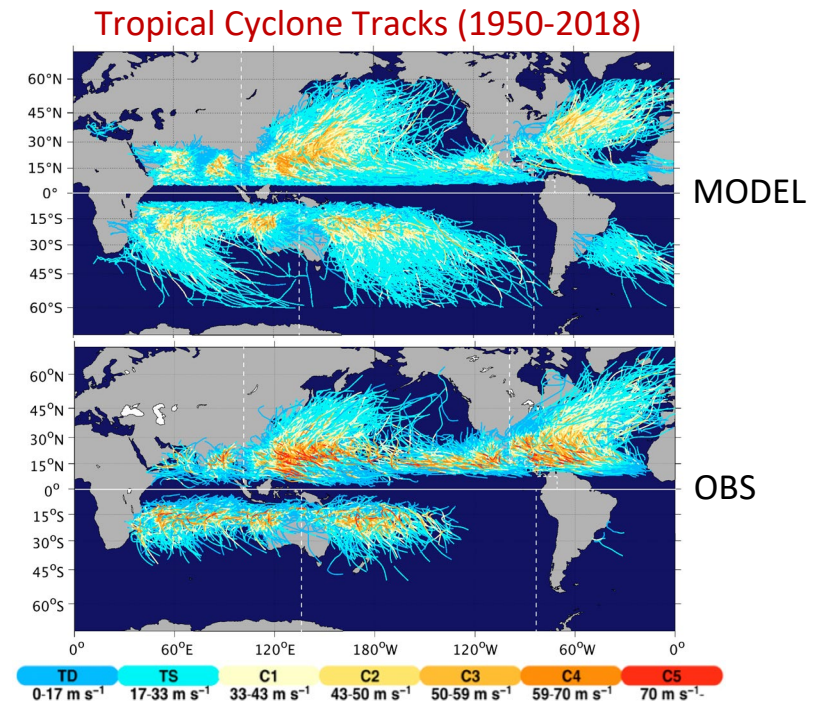 Tropical Cyclone Tracks (1950-2018)
60°N
45°N
30°N
15°N
0°
15°S
30°S
45°S
60°S
MODEL
60°N
45°N
30°N
15°N
0°
15°S
30°S
45°S
60°S
OBS
0° 60°E 120°E 180°W 120°W 60°W 0°
TD TS C1 C2 C3 C4 C5
0-17 m s⁻¹ 17-33 m s⁻¹ 33-43 m s⁻¹ 43-50 m s⁻¹ 50-59 m s⁻¹ 59-70 m s⁻¹ 70 m s⁻¹-